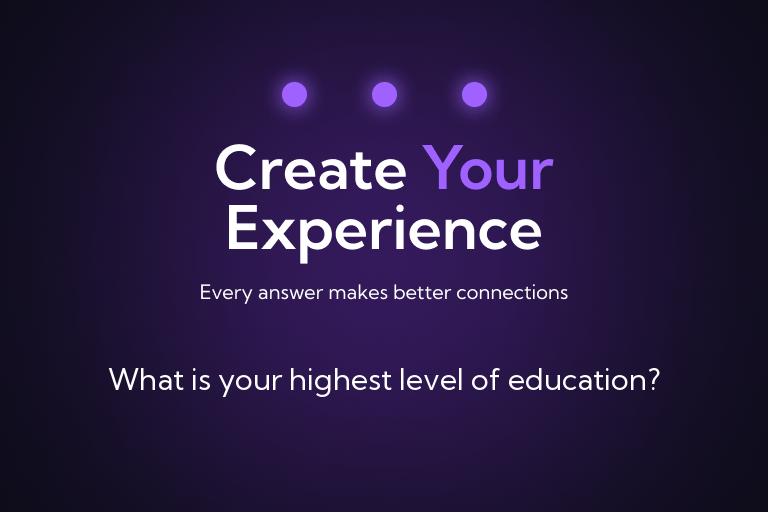 Create Your
Experience
Every answer makes better connections
What is your highest level of education?